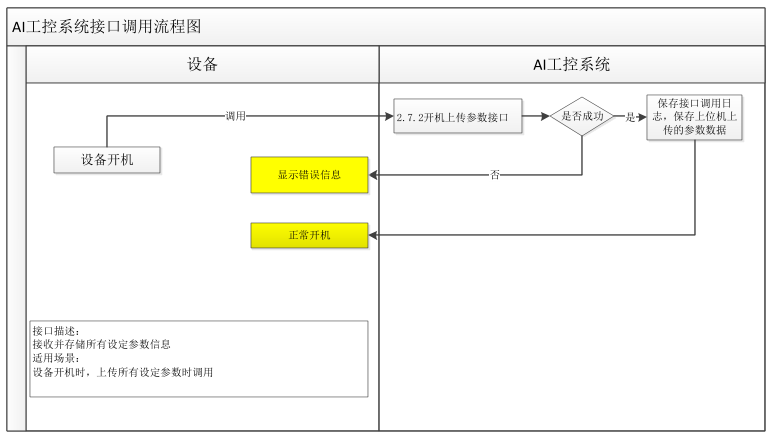 AI工控系统接口调用流程图
设备
AI工控系统
设备开机
调用
2.7.2开机上传参数接口
是否成功
是
保存接口调用日
志，保存上位机上
传的参数数据
显示错误信息
否
正常开机
接口描述：
接收并存储所有设定参数信息
适用场景：
设备开机时，上传所有设定参数时调用